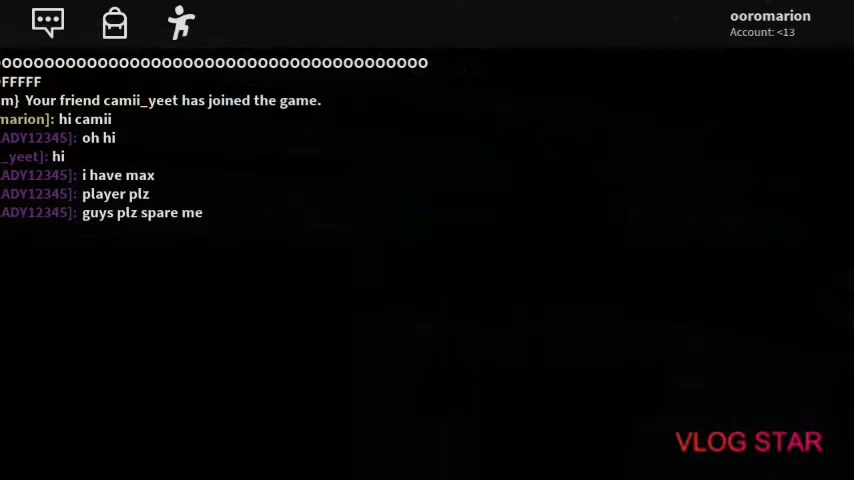 ooromarion
Account: <13
OOOOOOOOOOOOOOOOOOOOOOOOOOOOOOOOOOOOOOOO
FFFFF
m} Your friend camii_yeet has joined the game.
marion]: hi camii
ADY12345]: oh hi
_yeet]: hi
ADY12345]: i have max
ADY12345]: player plz
ADY12345]: guys plz spare me
VLOG STAR